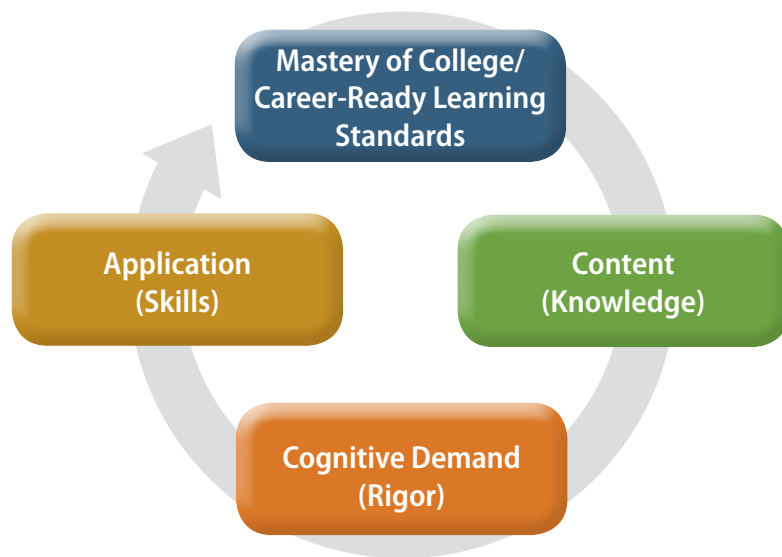 Mastery of College/
Career-Ready Learning
Standards
Application
(Skills)
Content
(Knowledge)
Cognitive Demand
(Rigor)